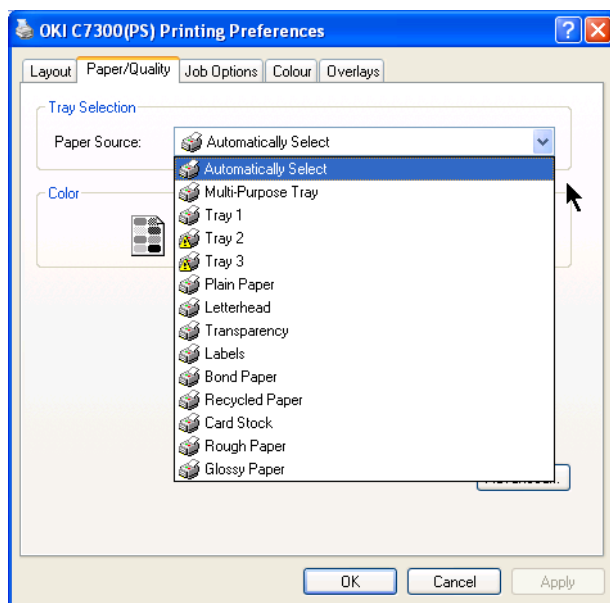 OKI C7300(PS) Printing Preferences
Layout Paper/Quality Job Options Colour Overlays
Tray Selection
Paper Source: Automatically Select
Automatically Select
Color
Multi-Purpose Tray
Tray 1
Tray 2
Tray 3
Plain Paper
Letterhead
Transparency
Labels
Bond Paper
Recycled Paper
Card Stock
Rough Paper
Glossy Paper
OK Cancel Apply